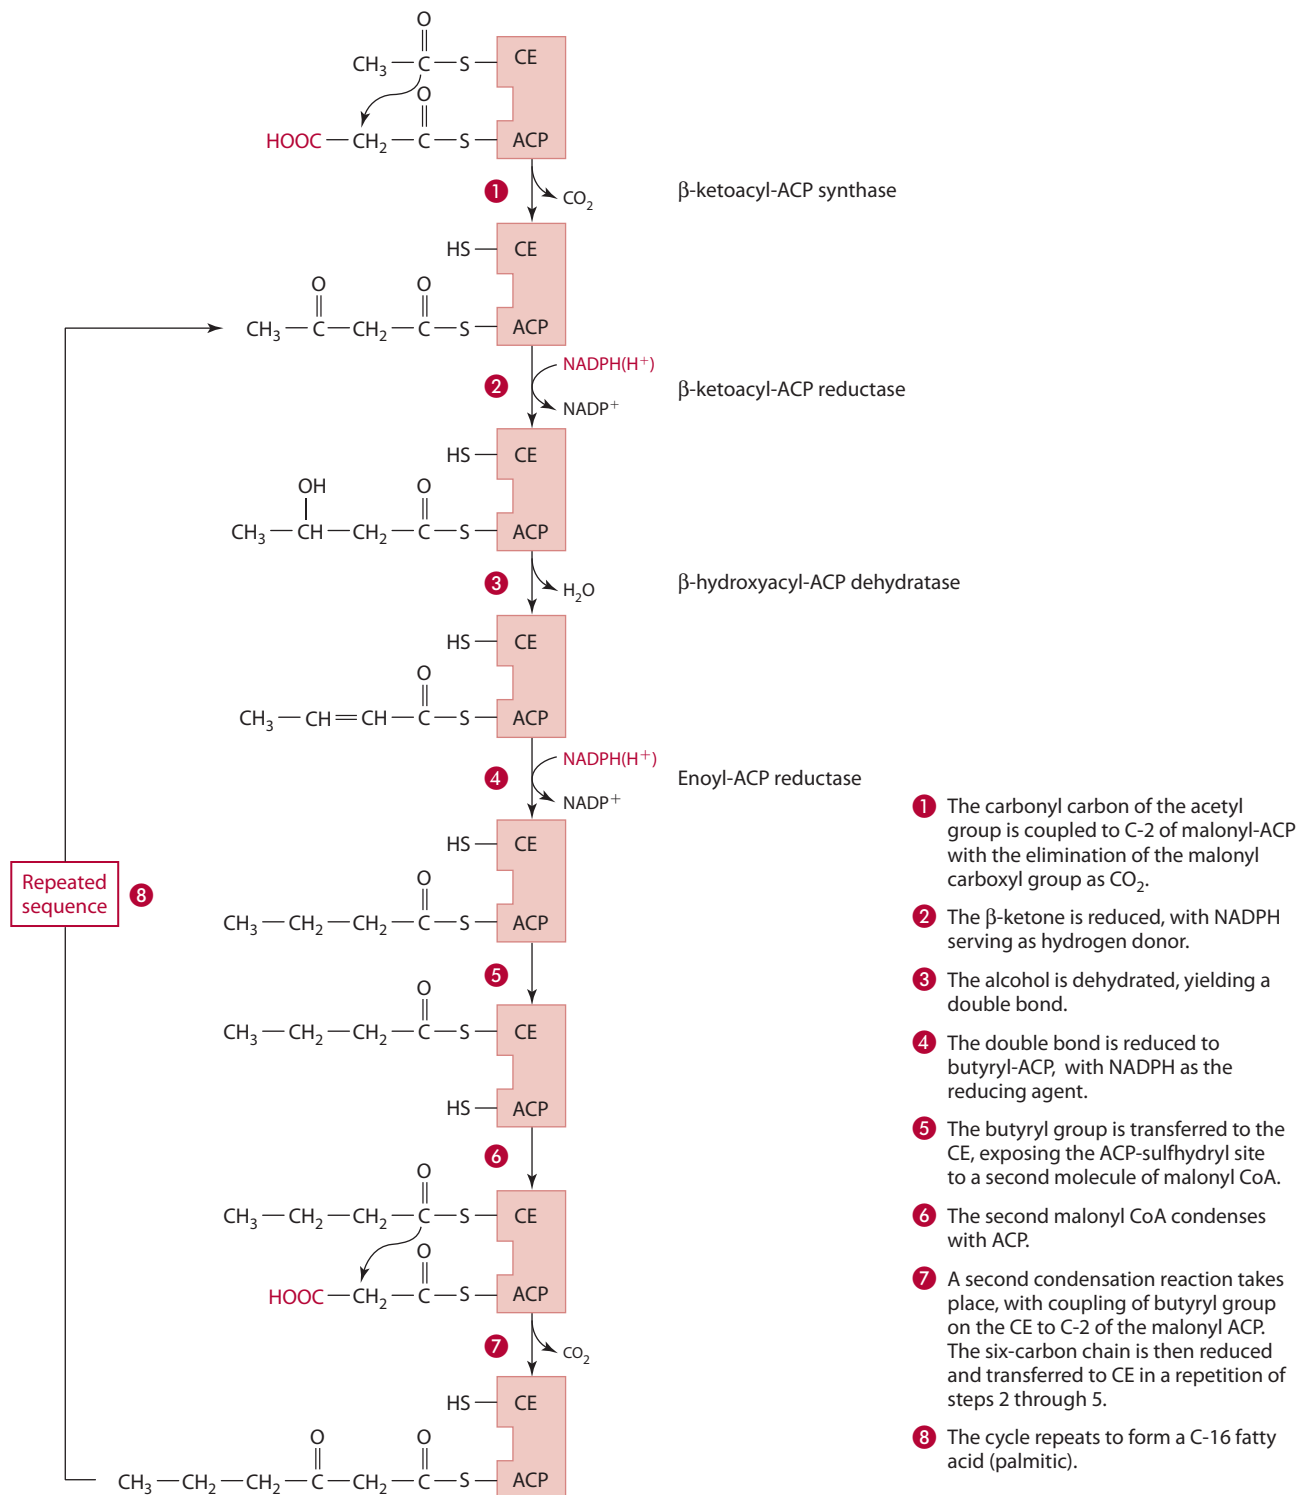 O
CH₃ — C — S — CE
O
HOOC — CH₂ — C — S — ACP
1 CO₂ β-ketoacyl-ACP synthase
HS — CE
O O
CH₃ — C — CH₂ — C — S — ACP
NADPH(H⁺)
2 β-ketoacyl-ACP reductase
NADP⁺
HS — CE
OH O
CH₃ — CH — CH₂ — C — S — ACP
3 H₂O β-hydroxyacyl-ACP dehydratase
HS — CE
O
CH₃ — CH = CH — C — S — ACP
NADPH(H⁺)
4 Enoyl-ACP reductase
NADP⁺
HS — CE
O
CH₃ — CH₂ — CH₂ — C — S — ACP
5
O
CH₃ — CH₂ — CH₂ — C — S — CE
HS — ACP
6
O
CH₃ — CH₂ — CH₂ — C — S — CE
O
HOOC — CH₂ — C — S — ACP
7 CO₂
HS — CE
O O
CH₃ — CH₂ — CH₂ — C — CH₂ — C — S — ACP
Repeated
sequence
8
1 The carbonyl carbon of the acetyl
group is coupled to C-2 of malonyl-ACP
with the elimination of the malonyl
carboxyl group as CO₂.
2 The β-ketone is reduced, with NADPH
serving as hydrogen donor.
3 The alcohol is dehydrated, yielding a
double bond.
4 The double bond is reduced to
butyryl-ACP, with NADPH as the
reducing agent.
5 The butyryl group is transferred to the
CE, exposing the ACP-sulfhydryl site
to a second molecule of malonyl CoA.
6 The second malonyl CoA condenses
with ACP.
7 A second condensation reaction takes
place, with coupling of butyryl group
on the CE to C-2 of the malonyl ACP.
The six-carbon chain is then reduced
and transferred to CE in a repetition of
steps 2 through 5.
8 The cycle repeats to form a C-16 fatty
acid (palmitic).